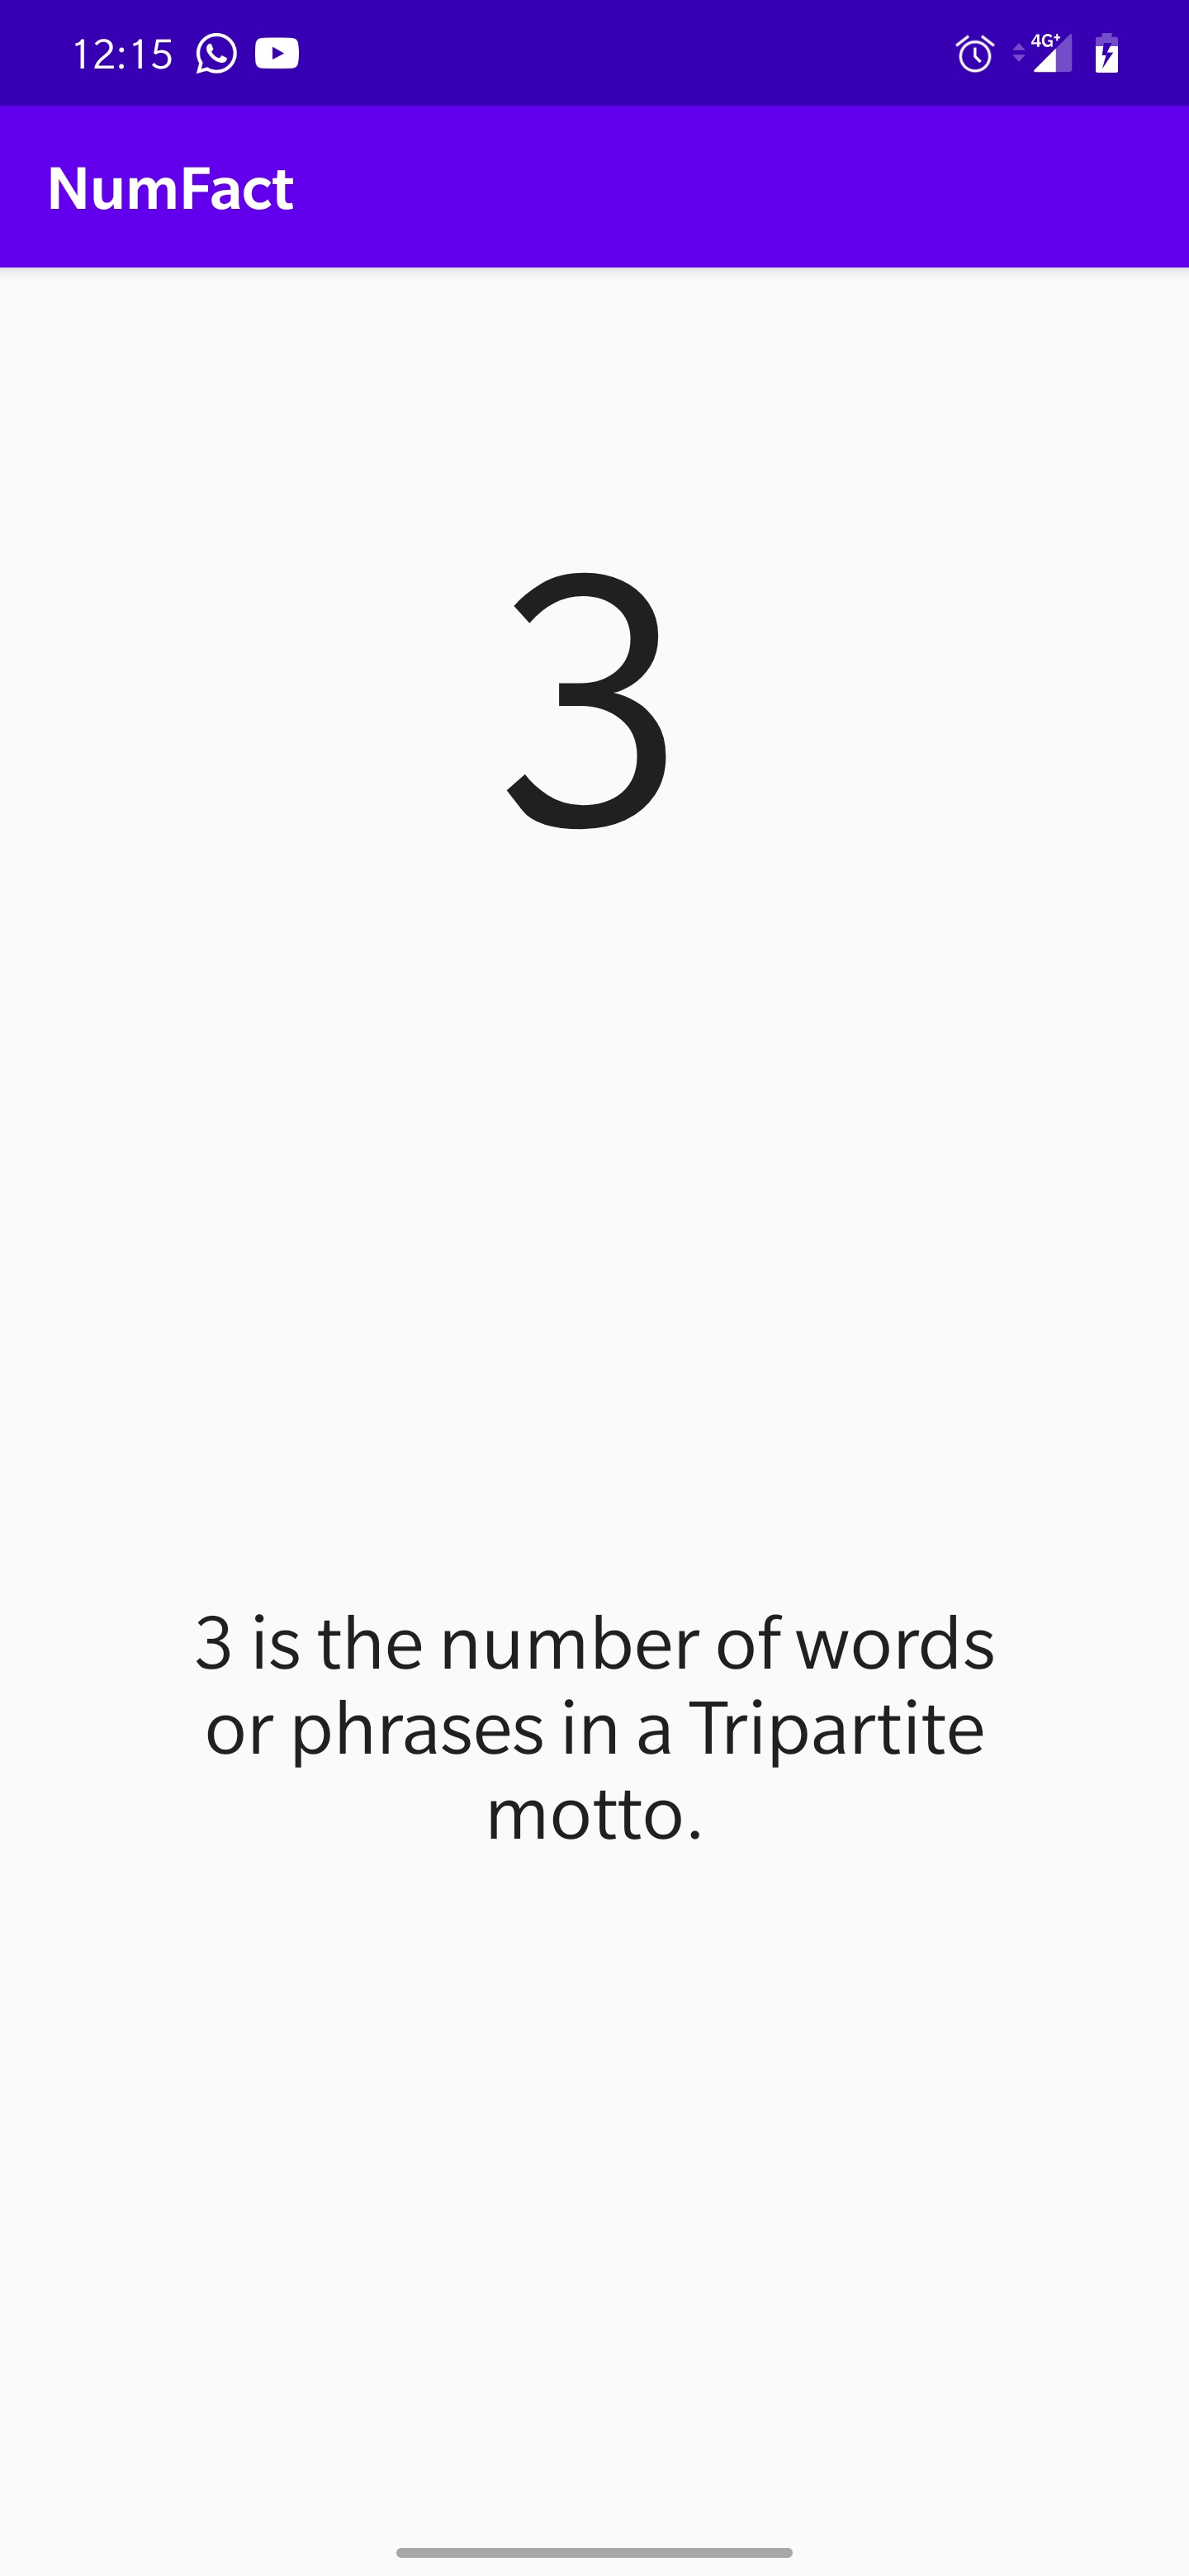 12:15
4G+
NumFact
3
3 is the number of words
or phrases in a Tripartite
motto.